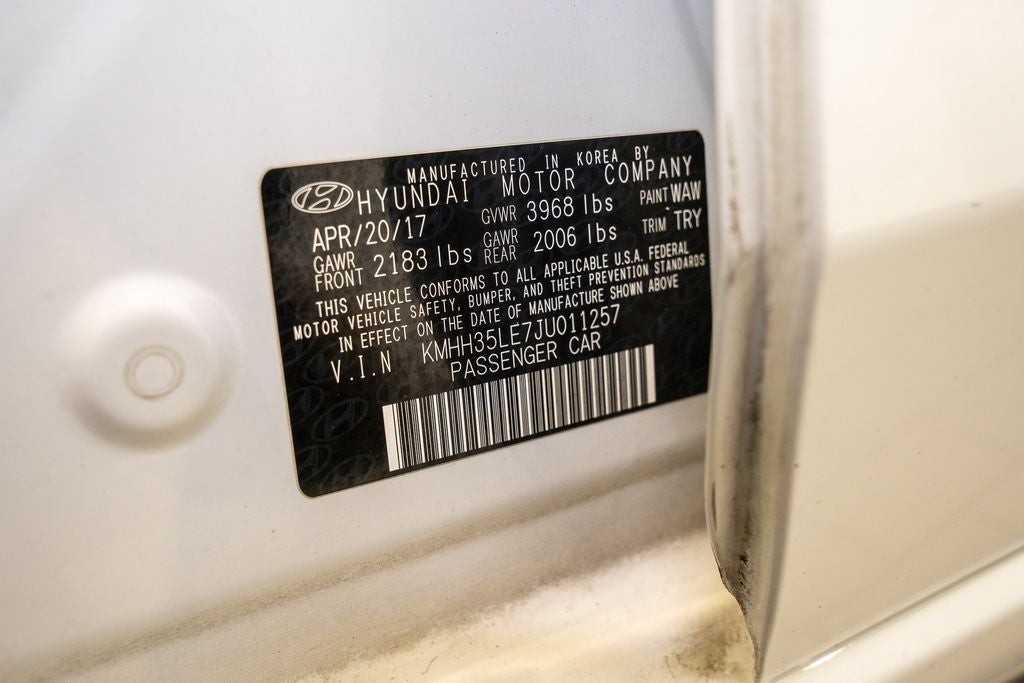 MANUFACTURED IN KOREA BY
HYUNDAI MOTOR COMPANY
APR/20/17 GVWR 3968 lbs PAINT WAW
GAWR FRONT 2183 lbs GAWR REAR 2006 lbs TRIM TRY
THIS VEHICLE CONFORMS TO ALL APPLICABLE U.S.A. FEDERAL
MOTOR VEHICLE SAFETY, BUMPER, AND THEFT PREVENTION STANDARDS
IN EFFECT ON THE DATE OF MANUFACTURE SHOWN ABOVE
V.I.N KMHH35LE7JU011257
PASSENGER CAR